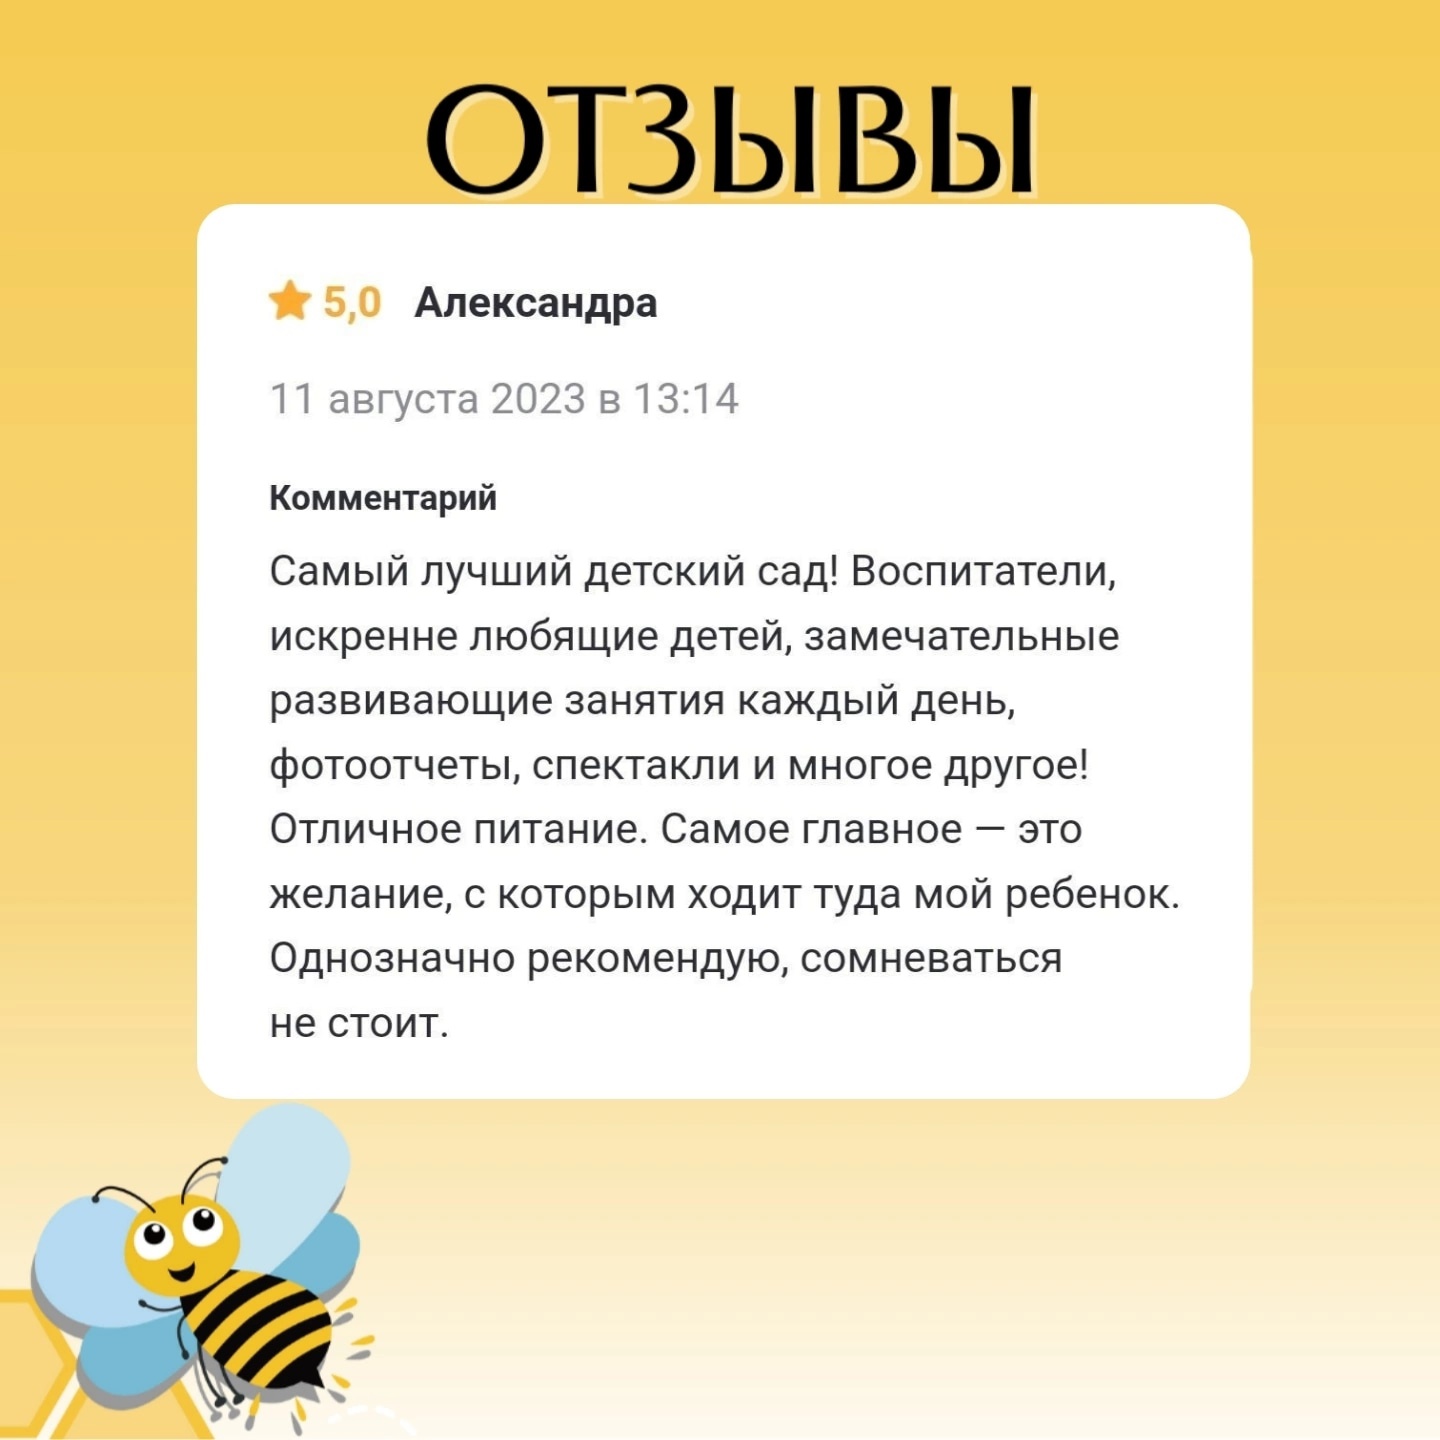 ОТЗЫВЫ
5,0 Александра
11 августа 2023 в 13:14
Комментарий
Самый лучший детский сад! Воспитатели,
искренне любящие детей, замечательные
развивающие занятия каждый день,
фотоотчеты, спектакли и многое другое!
Отличное питание. Самое главное — это
желание, с которым ходит туда мой ребенок.
Однозначно рекомендую, сомневаться
не стоит.